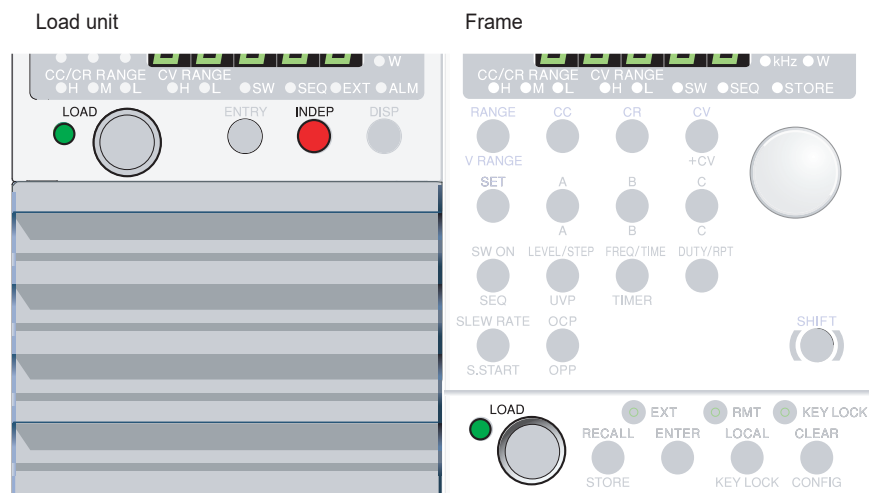 Load unit
Frame
W
CC/CR RANGE CV RANGE
H M L H L SW SEQ EXT ALM
LOAD ENTRY INDEP DISP
kHz W
CC/CR RANGE CV RANGE
H M L H L SW SEQ STORE
RANGE CC CR CV
V RANGE +CV
SET A B C
A B C
SW ON LEVEL/STEP FREQ/TIME DUTY/RPT
SEQ UVP TIMER
SLEW RATE OCP SHIFT
S.START OPP
LOAD EXT RMT KEY LOCK
RECALL ENTER LOCAL CLEAR
STORE KEY LOCK CONFIG